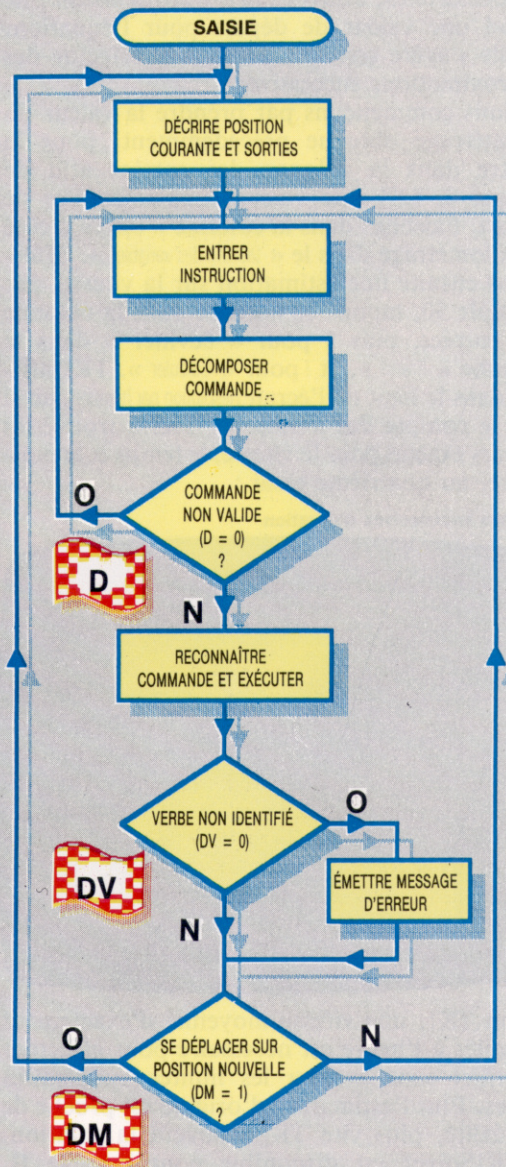 SAISIE
DÉCRIRE POSITION
COURANTE ET SORTIES
ENTRER
INSTRUCTION
DÉCOMPOSER
COMMANDE
O
COMMANDE
NON VALIDE
(D = 0)
?
D
N
RECONNAÎTRE
COMMANDE ET EXÉCUTER
VERBE NON IDENTIFIÉ
(DV = 0)
O
DV
ÉMETTRE MESSAGE
D'ERREUR
N
O
SE DÉPLACER SUR
POSITION NOUVELLE
(DM = 1)
?
N
DM